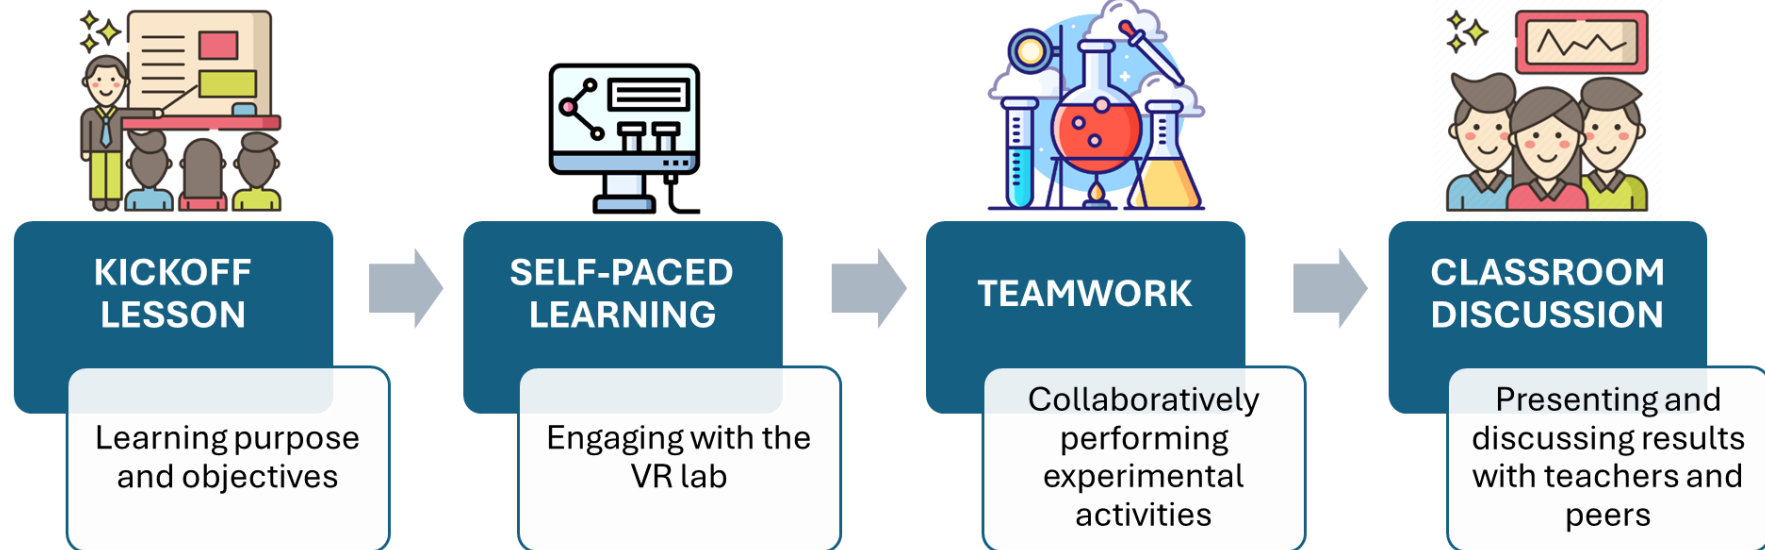 KICKOFF
LESSON
Learning purpose
and objectives
SELF-PACED
LEARNING
Engaging with the
VR lab
TEAMWORK
Collaboratively
performing
experimental
activities
CLASSROOM
DISCUSSION
Presenting and
discussing results
with teachers and
peers